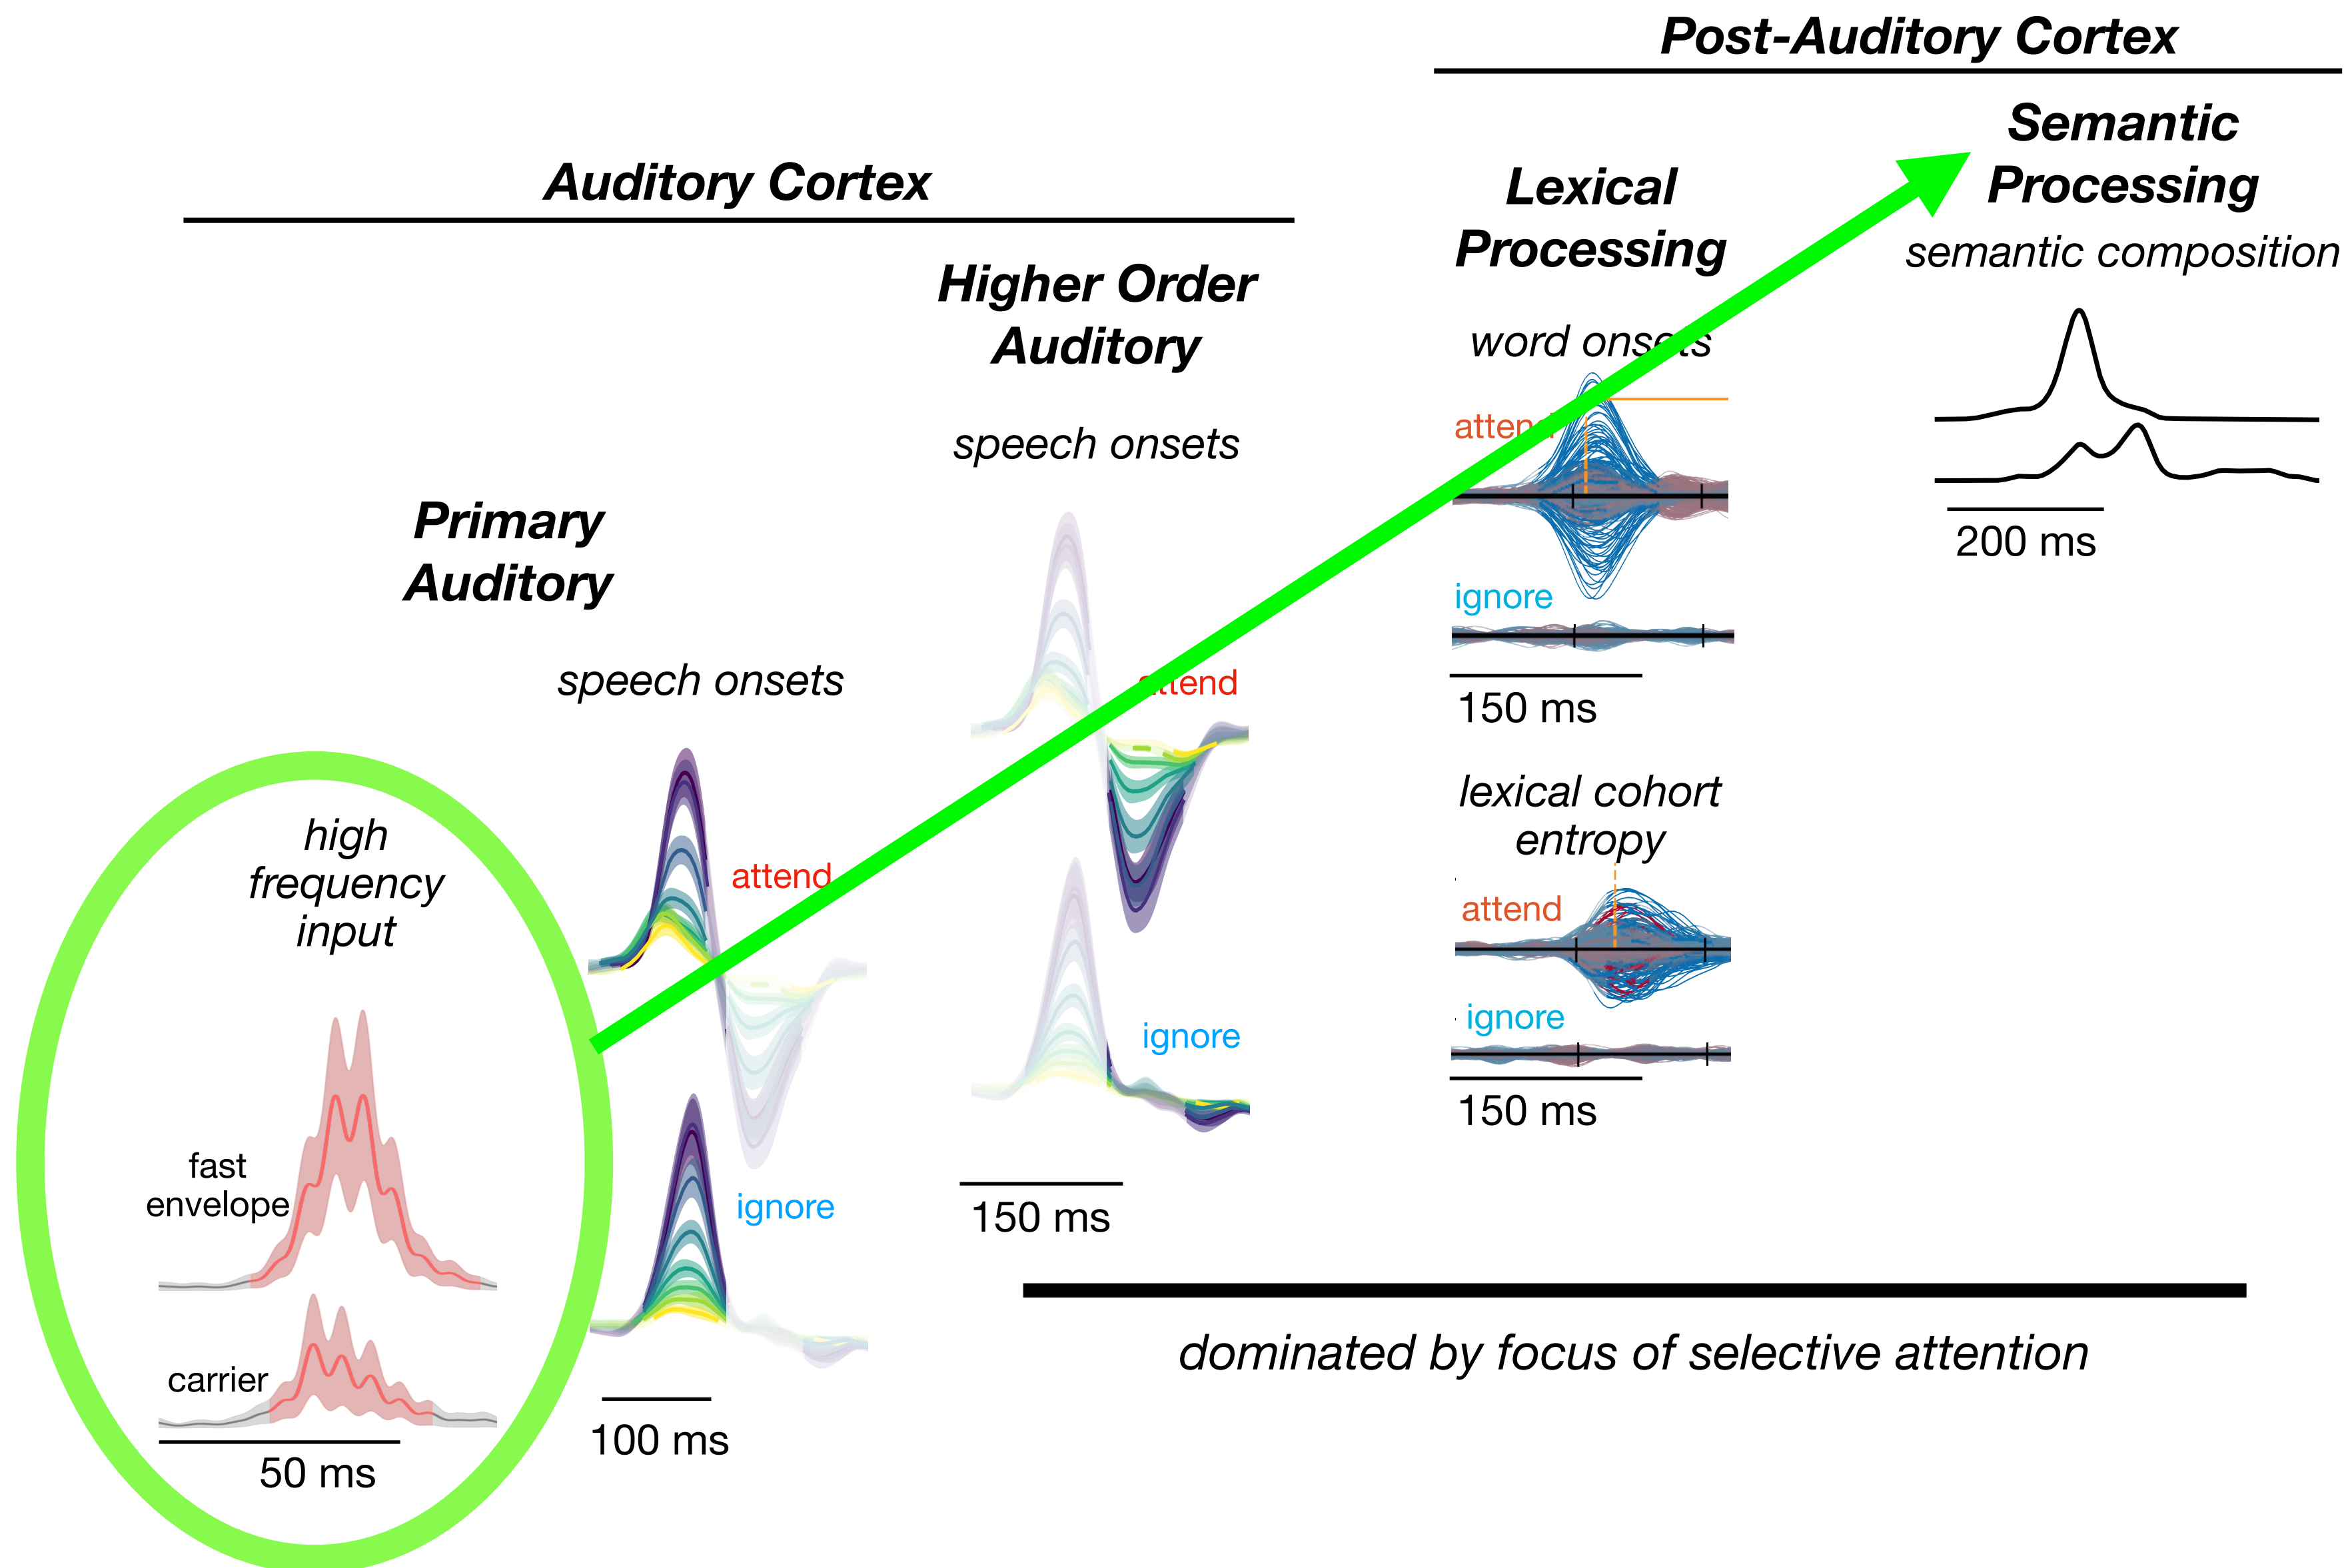 Post-Auditory Cortex
Auditory Cortex
Primary
Auditory
high
frequency
input
fast
envelope
carrier
50 ms
speech onsets
attend
ignore
100 ms
Higher Order
Auditory
speech onsets
attend
ignore
150 ms
Lexical
Processing
word onsets
attend
ignore
150 ms
lexical cohort
entropy
attend
ignore
150 ms
Semantic
Processing
semantic composition
200 ms
dominated by focus of selective attention